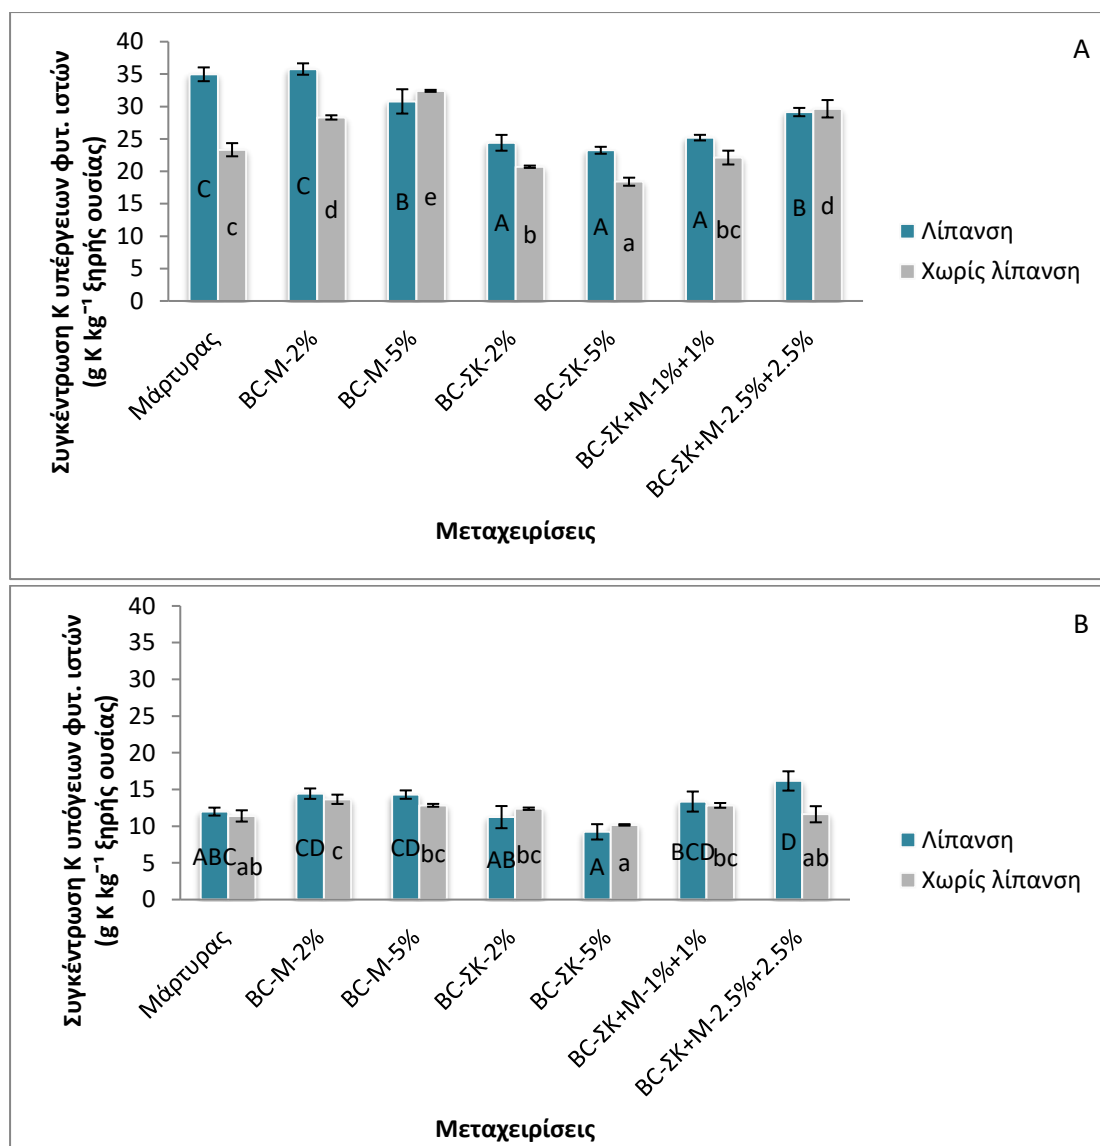 A
Συγκέντρωση Κ υπέργειων φυτ. ιστών
(g K kg⁻¹ ξηρής ουσίας)
40
35
30
25
20
15
10
5
0
C
c
C
d
B
e
A
b
A
a
A
bc
B
d
Λίπανση
Χωρίς λίπανση
Μάρτυρας
BC-Μ-2%
BC-Μ-5%
BC-ΣΚ-2%
BC-ΣΚ-5%
BC-ΣΚ+Μ-1%+1%
BC-ΣΚ+Μ-2.5%+2.5%
Μεταχειρίσεις
B
Συγκέντρωση Κ υπόγειων φυτ. ιστών
(g K kg⁻¹ ξηρής ουσίας)
40
35
30
25
20
15
10
5
0
ABC
ab
CD
c
CD
bc
AB
bc
A
a
BCD
bc
D
ab
Λίπανση
Χωρίς λίπανση
Μάρτυρας
BC-Μ-2%
BC-Μ-5%
BC-ΣΚ-2%
BC-ΣΚ-5%
BC-ΣΚ+Μ-1%+1%
BC-ΣΚ+Μ-2.5%+2.5%
Μεταχειρίσεις